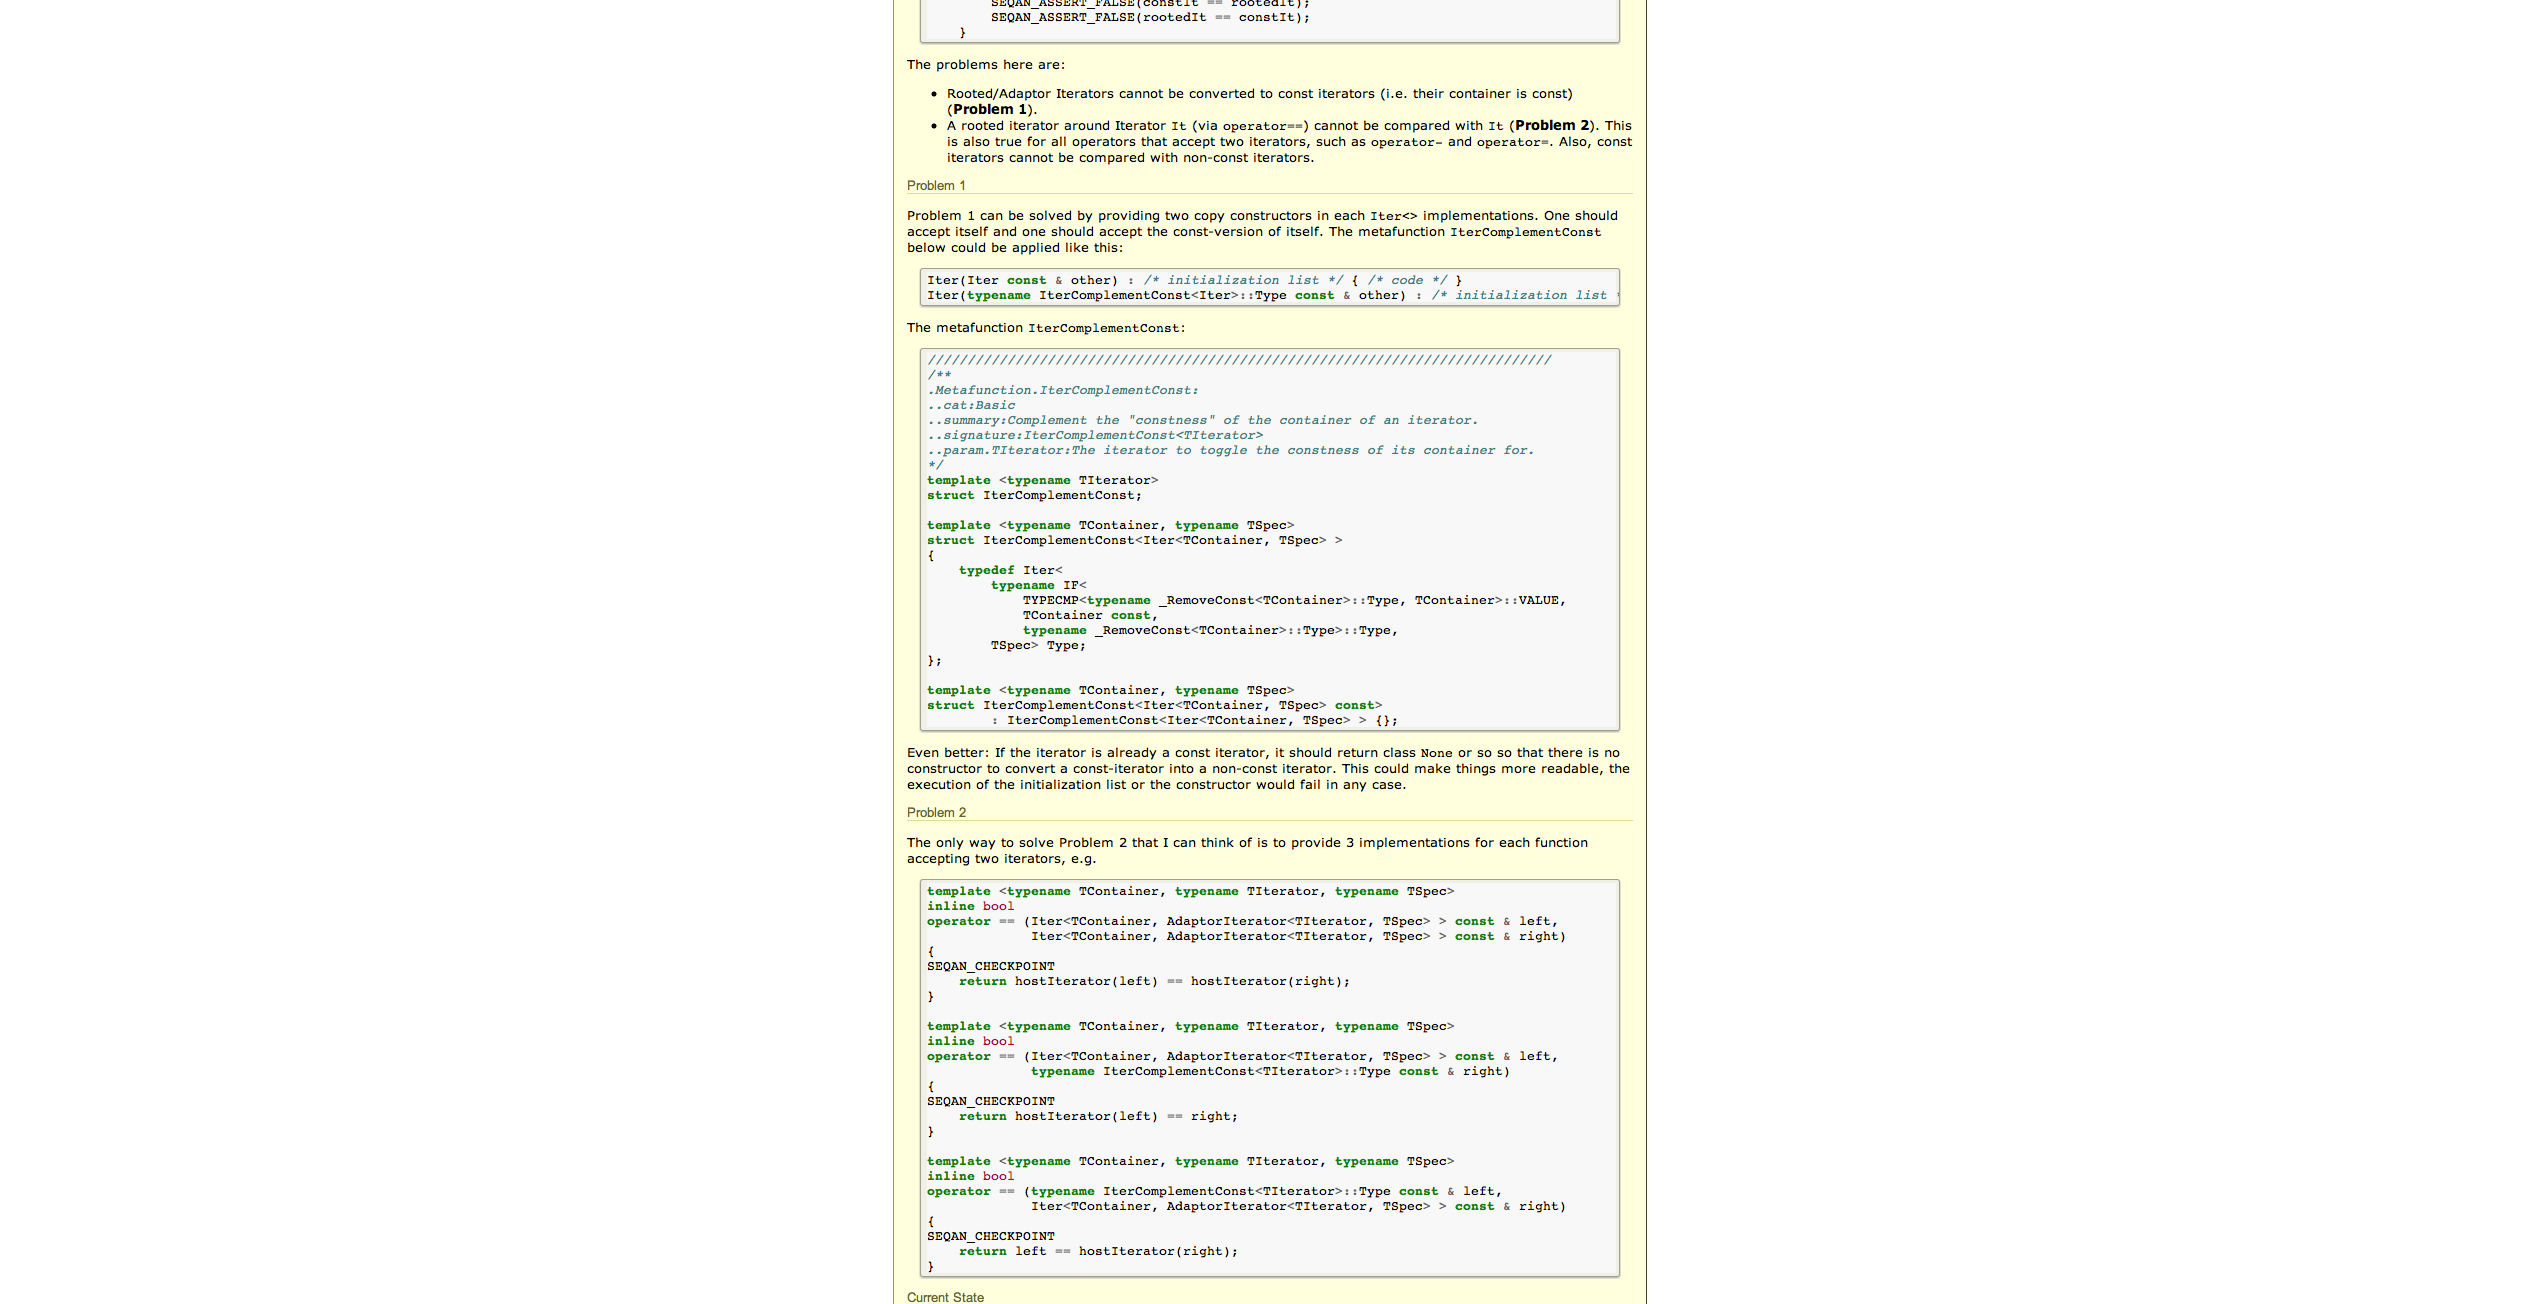 SEQAN_ASSERT_FALSE(constIt == rootedIt);
SEQAN_ASSERT_FALSE(rootedIt == constIt);
}
The problems here are:
• Rooted/Adaptor Iterators cannot be converted to const iterators (i.e. their container is const)
(Problem 1).
• A rooted iterator around Iterator It (via operator==) cannot be compared with It (Problem 2). This
is also true for all operators that accept two iterators, such as operator- and operator=. Also, const
iterators cannot be compared with non-const iterators.
Problem 1
Problem 1 can be solved by providing two copy constructors in each Iter<> implementations. One should
accept itself and one should accept the const-version of itself. The metafunction IterComplementConst
below could be applied like this:
Iter(Iter const & other) : /* initialization list */ { /* code */ }
Iter(typename IterComplementConst<Iter>::Type const & other) : /* initialization list
The metafunction IterComplementConst:
//////////////////////////////////////////////////////////////////////////////
/**
.Metafunction.IterComplementConst:
..cat:Basic
..summary:Complement the "constness" of the container of an iterator.
..signature:IterComplementConst<TIterator>
..param.TIterator:The iterator to toggle the constness of its container for.
*/
template <typename TIterator>
struct IterComplementConst;
template <typename TContainer, typename TSpec>
struct IterComplementConst<Iter<TContainer, TSpec> >
{
typedef Iter<
typename IF<
TYPECMP<typename _RemoveConst<TContainer>::Type, TContainer>::VALUE,
TContainer const,
typename _RemoveConst<TContainer>::Type>::Type,
TSpec> Type;
};
template <typename TContainer, typename TSpec>
struct IterComplementConst<Iter<TContainer, TSpec> const>
: IterComplementConst<Iter<TContainer, TSpec> > {};
Even better: If the iterator is already a const iterator, it should return class None or so so that there is no
constructor to convert a const-iterator into a non-const iterator. This could make things more readable, the
execution of the initialization list or the constructor would fail in any case.
Problem 2
The only way to solve Problem 2 that I can think of is to provide 3 implementations for each function
accepting two iterators, e.g.
template <typename TContainer, typename TIterator, typename TSpec>
inline bool
operator == (Iter<TContainer, AdaptorIterator<TIterator, TSpec> > const & left,
Iter<TContainer, AdaptorIterator<TIterator, TSpec> > const & right)
{
SEQAN_CHECKPOINT
return hostIterator(left) == hostIterator(right);
}
template <typename TContainer, typename TIterator, typename TSpec>
inline bool
operator == (Iter<TContainer, AdaptorIterator<TIterator, TSpec> > const & left,
typename IterComplementConst<TIterator>::Type const & right)
{
SEQAN_CHECKPOINT
return hostIterator(left) == right;
}
template <typename TContainer, typename TIterator, typename TSpec>
inline bool
operator == (typename IterComplementConst<TIterator>::Type const & left,
Iter<TContainer, AdaptorIterator<TIterator, TSpec> > const & right)
{
SEQAN_CHECKPOINT
return left == hostIterator(right);
}
Current State